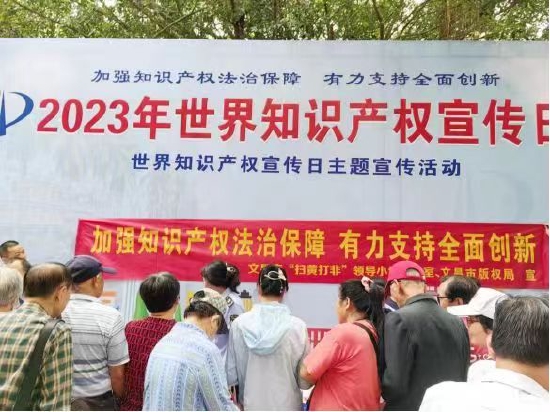 加强知识产权法治保障 有力支持全面创新
2023年世界知识产权宣传日
世界知识产权宣传日主题宣传活动
加强知识产权法治保障 有力支持全面创新
文 “扫黄打非”领导小 室、文昌市版权局 宣